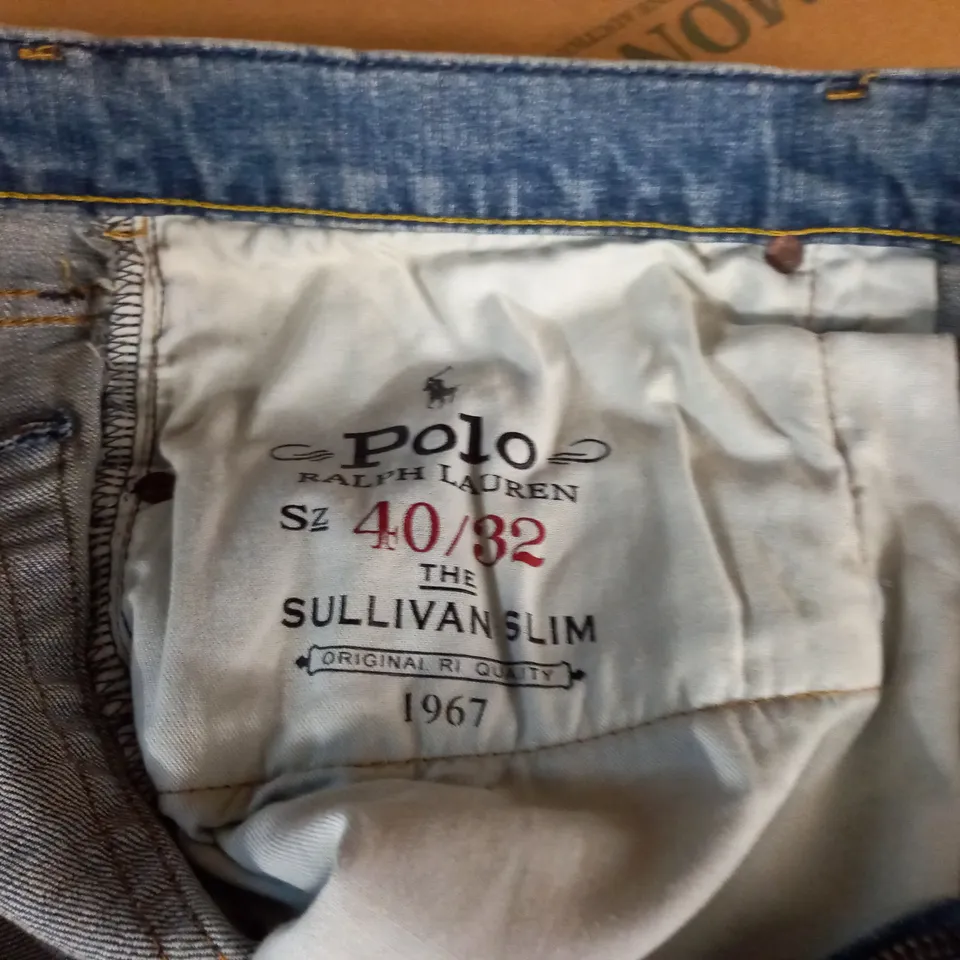 Polo
RALPH LAUREN
Sz 40/32
THE
SULLIVAN SLIM
ORIGINAL RL QUALITY
1967